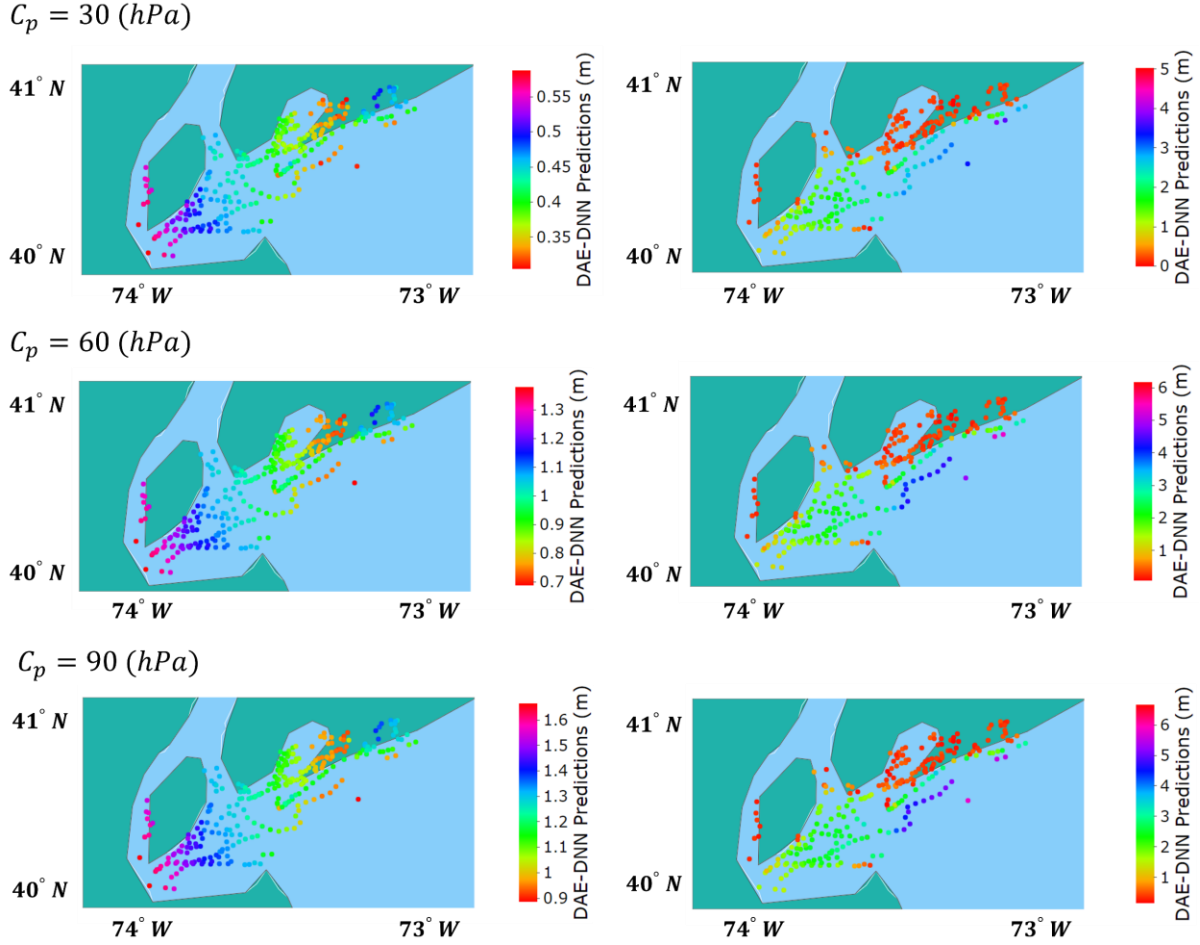 C_p = 30 (hPa)
41° N
40° N
74° W
73° W
0.55
0.5
0.45
0.4
0.35
DAE-DNN Predictions (m)
41° N
40° N
74° W
73° W
5
4
3
2
1
0
DAE-DNN Predictions (m)
C_p = 60 (hPa)
41° N
40° N
74° W
73° W
1.3
1.2
1.1
1
0.9
0.8
0.7
DAE-DNN Predictions (m)
41° N
40° N
74° W
73° W
6
5
4
3
2
1
DAE-DNN Predictions (m)
C_p = 90 (hPa)
41° N
40° N
74° W
73° W
1.6
1.5
1.4
1.3
1.2
1.1
1
0.9
DAE-DNN Predictions (m)
41° N
40° N
74° W
73° W
6
5
4
3
2
1
DAE-DNN Predictions (m)